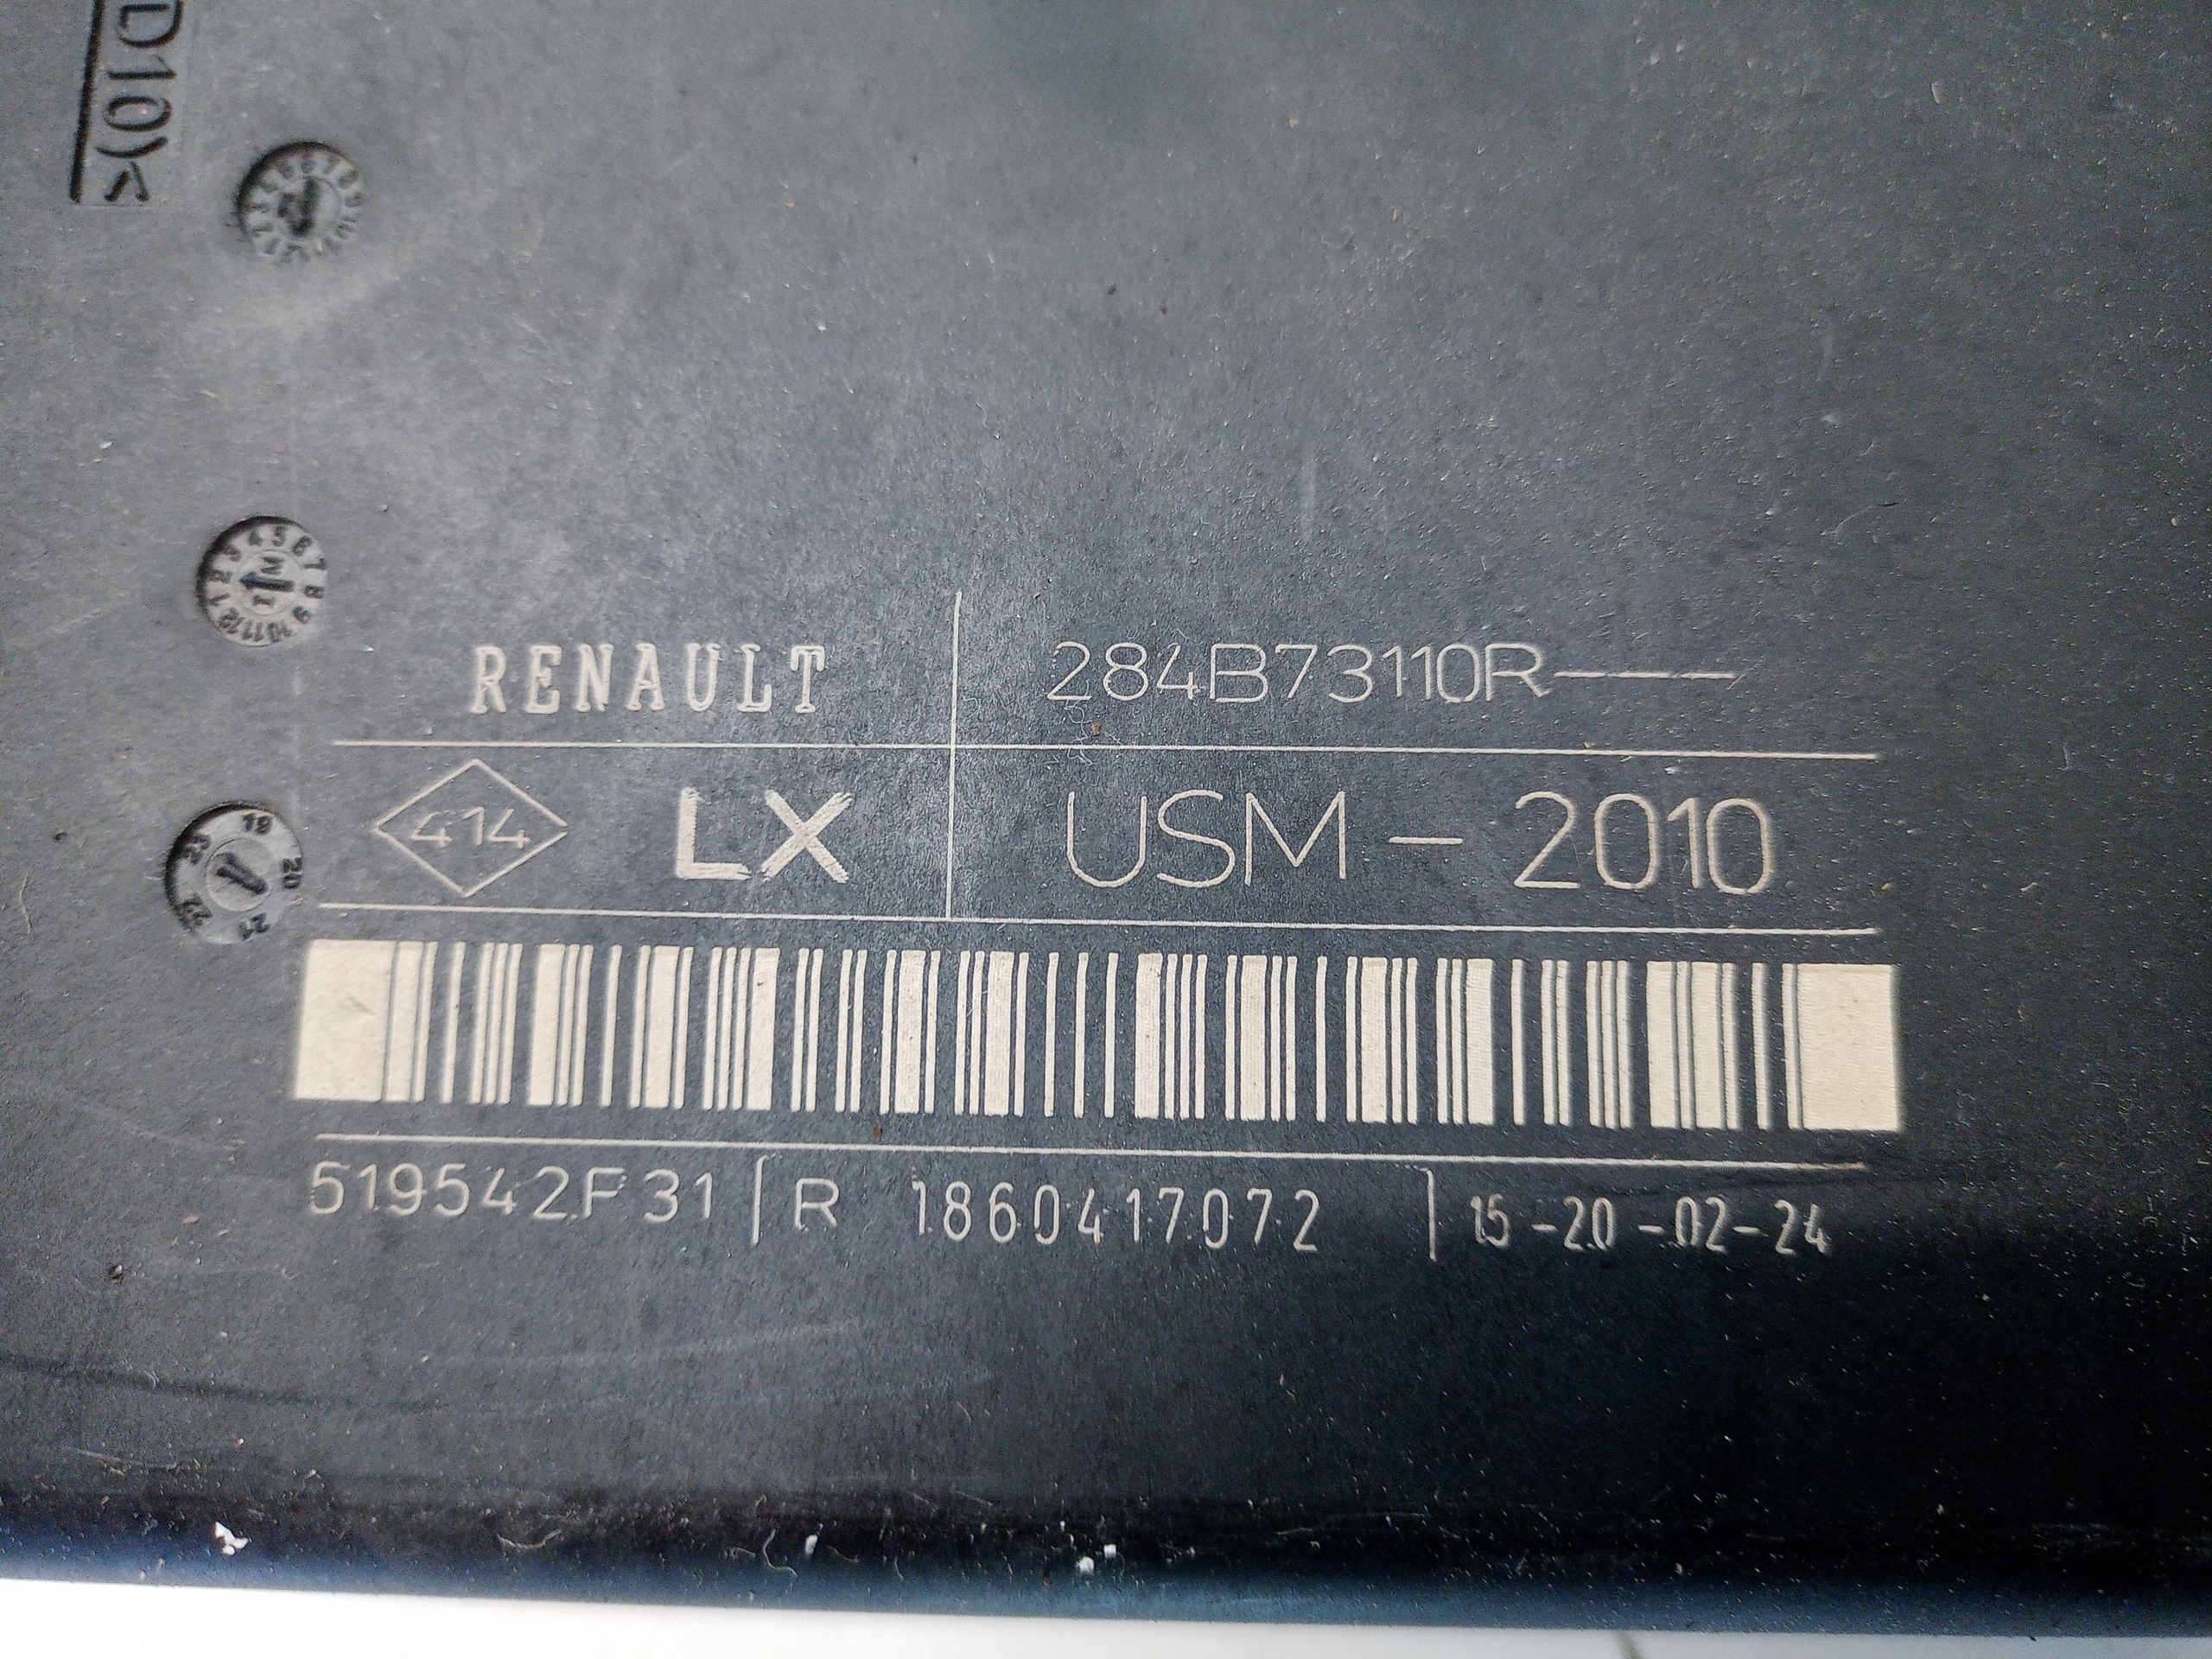 D10)<
RENAULT 284B73110R———
414 LX USM - 2010
519542F31 R 1860417072 15-20-02-24